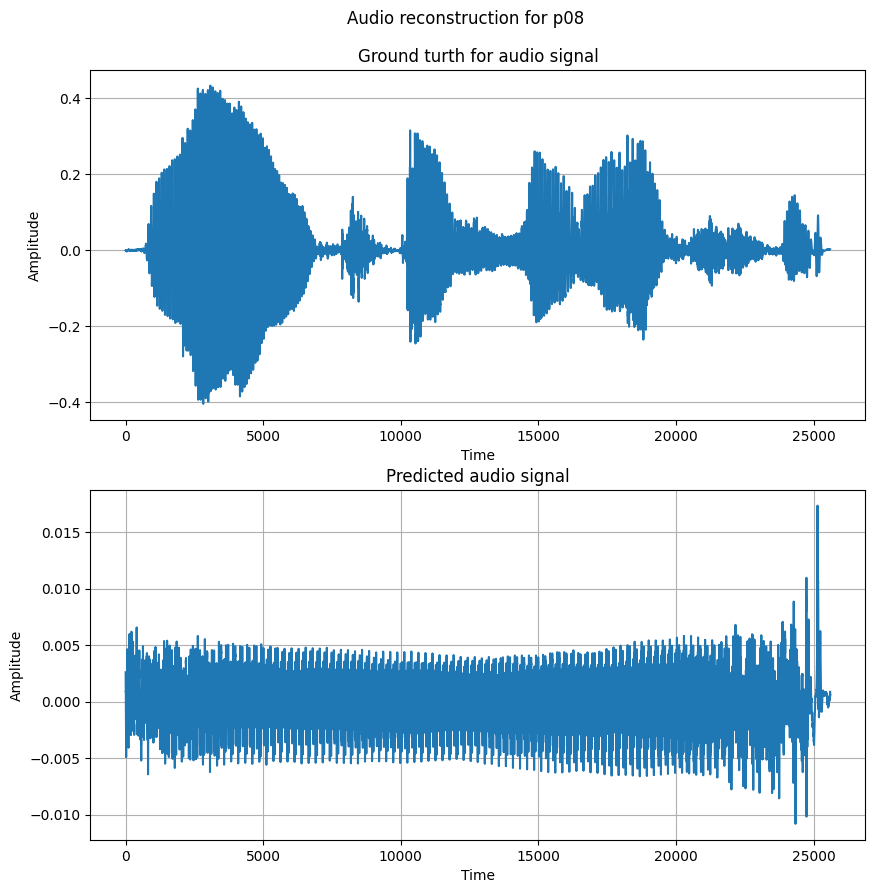 Audio reconstruction for p08
Ground turth for audio signal
Amplitude
0.4
0.2
0.0
−0.2
−0.4
0 5000 10000 15000 20000 25000
Time
Predicted audio signal
Amplitude
0.015
0.010
0.005
0.000
−0.005
−0.010
0 5000 10000 15000 20000 25000
Time